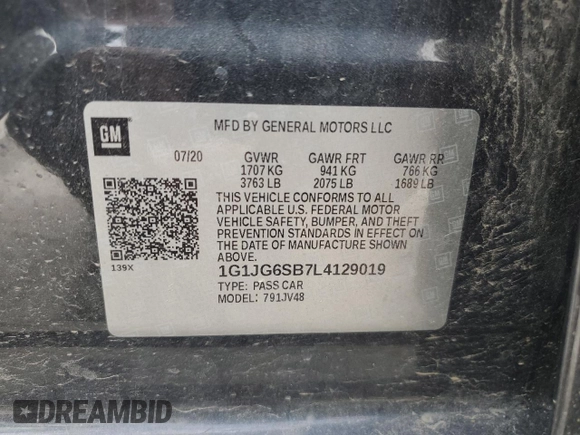 GM
MFD BY GENERAL MOTORS LLC
07/20 GVWR GAWR FRT GAWR RR
1707 KG 941 KG 766 KG
3763 LB 2075 LB 1689 LB
THIS VEHICLE CONFORMS TO ALL
APPLICABLE U.S. FEDERAL MOTOR
VEHICLE SAFETY, BUMPER, AND THEFT
PREVENTION STANDARDS IN EFFECT ON
THE DATE OF MANUFACTURE SHOWN
ABOVE.
139X
1G1JG6SB7L4129019
TYPE: PASS CAR
MODEL: 791JV48
DREAMBID